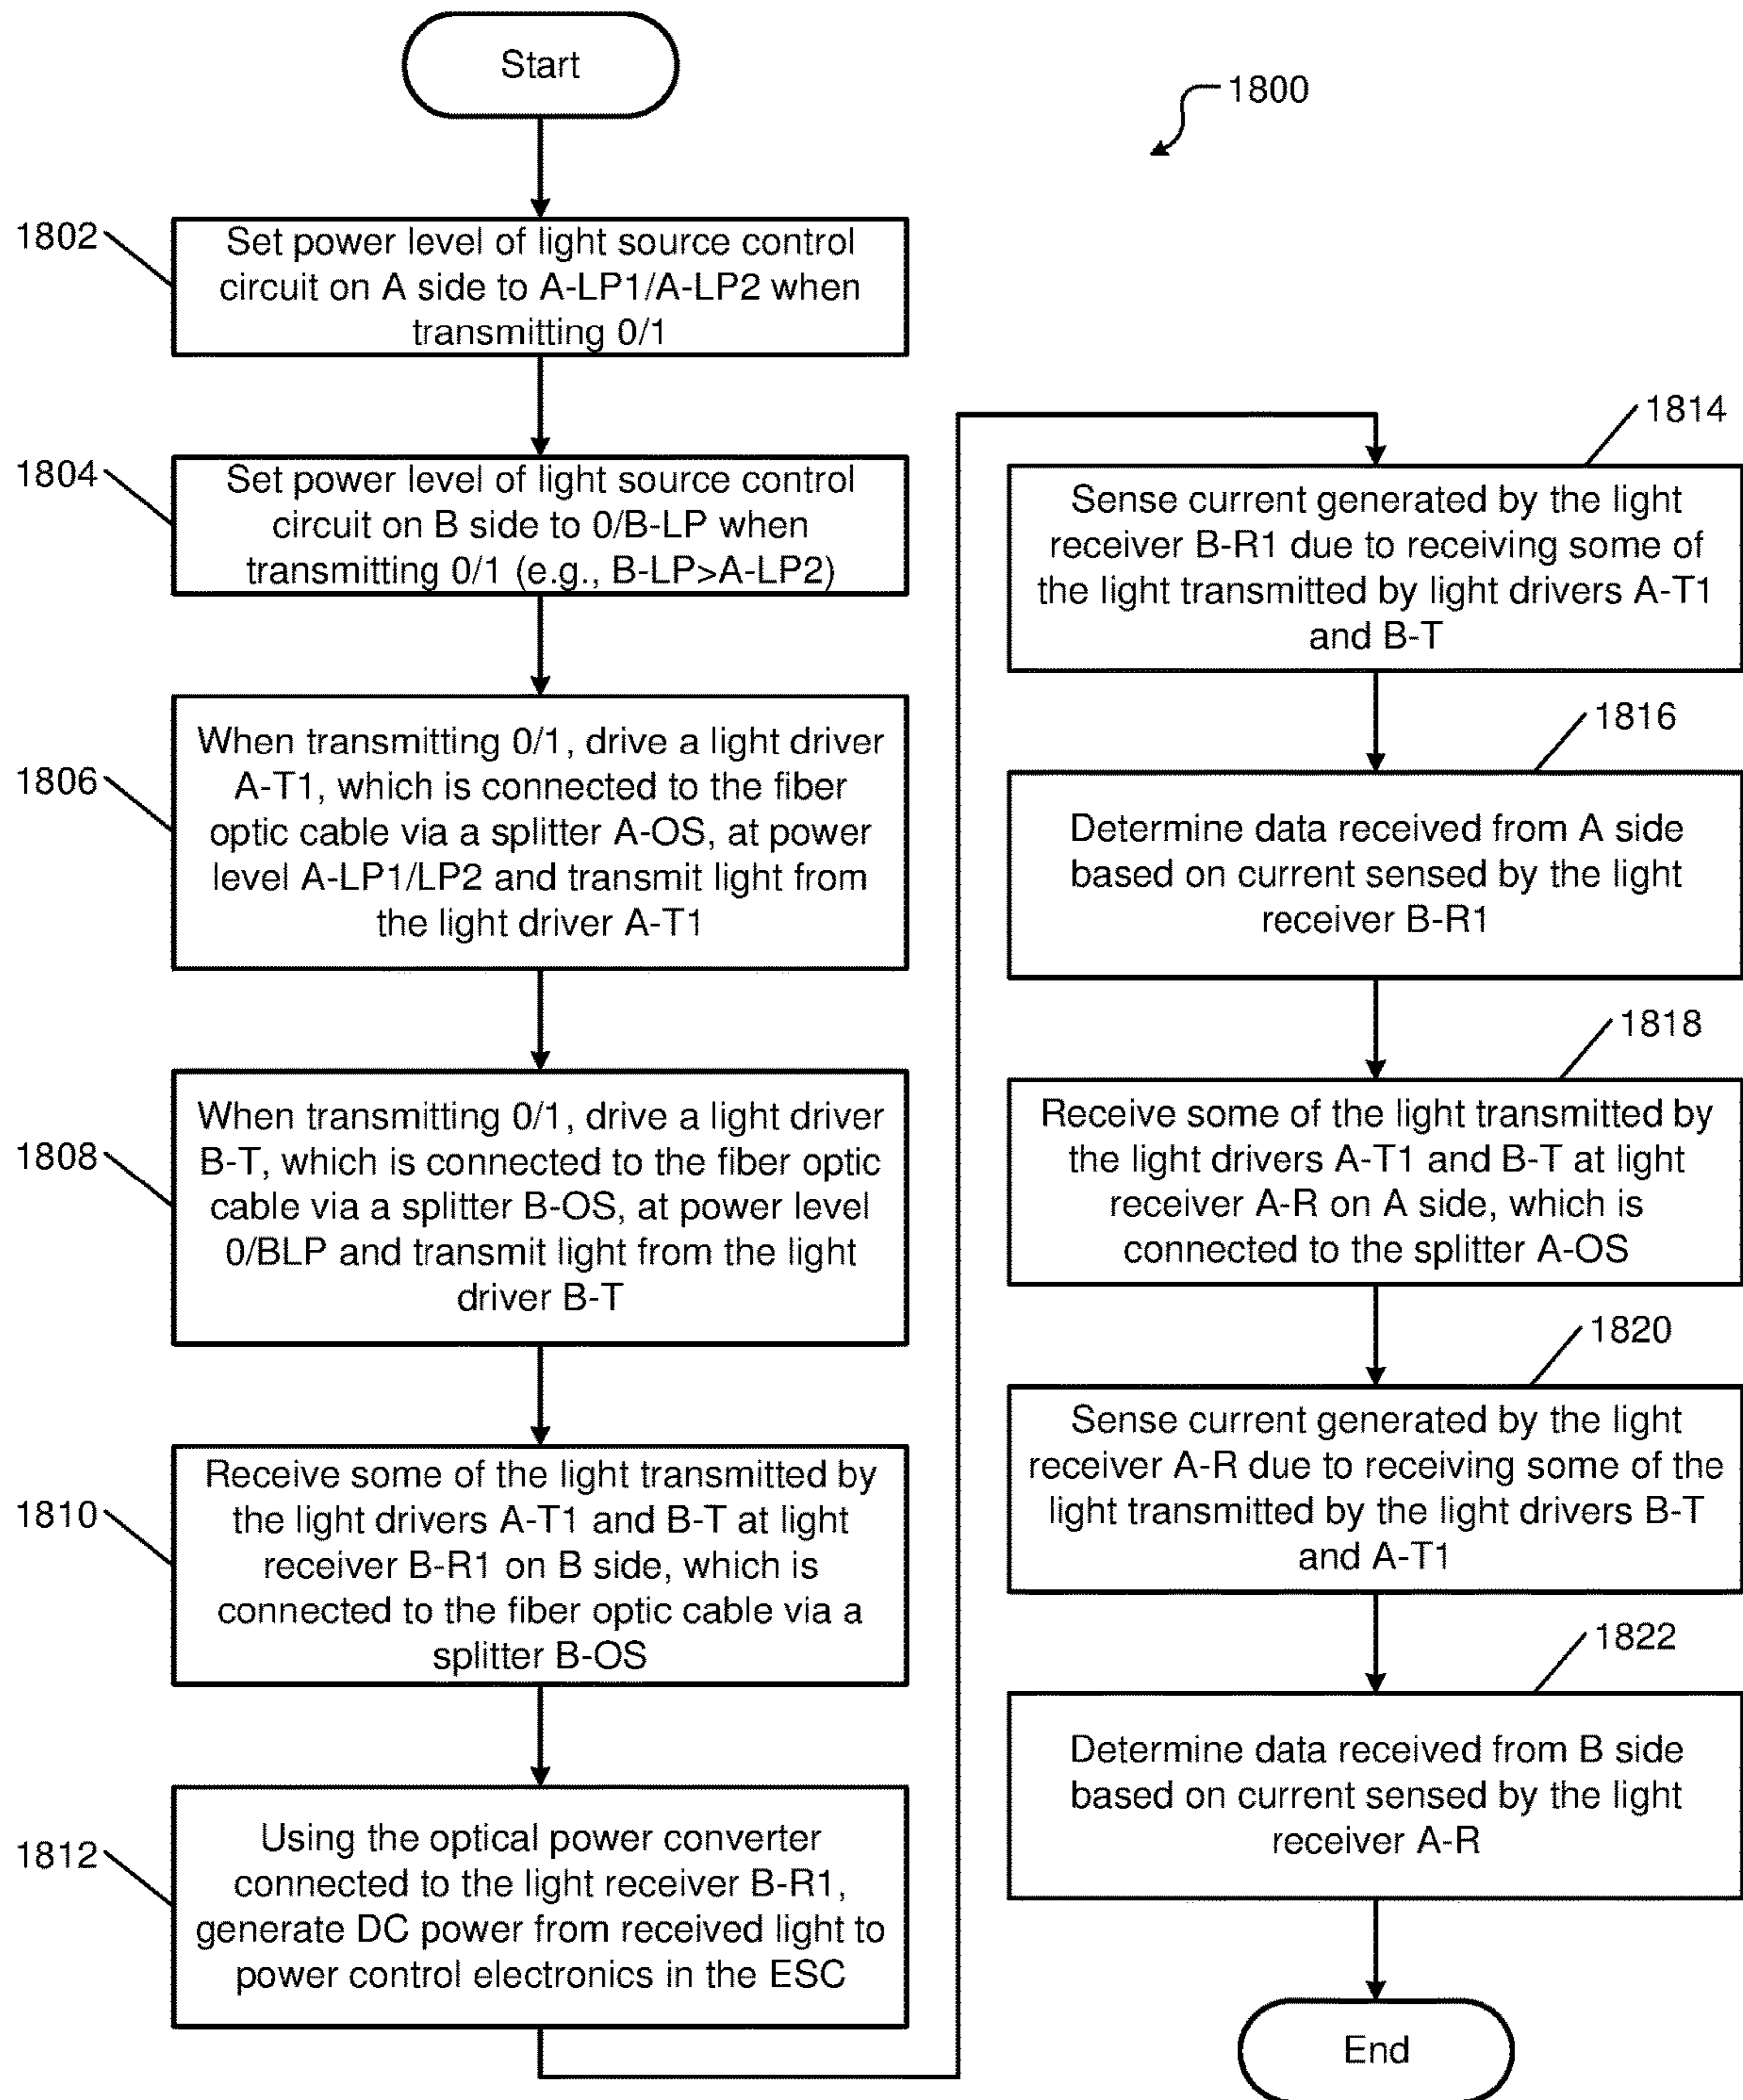 Start
1800
1802
Set power level of light source control
circuit on A side to A-LP1/A-LP2 when
transmitting 0/1
1804
Set power level of light source control
circuit on B side to 0/B-LP when
transmitting 0/1 (e.g., B-LP>A-LP2)
1806
When transmitting 0/1, drive a light driver
A-T1, which is connected to the fiber
optic cable via a splitter A-OS, at power
level A-LP1/LP2 and transmit light from
the light driver A-T1
1808
When transmitting 0/1, drive a light driver
B-T, which is connected to the fiber optic
cable via a splitter B-OS, at power level
0/BLP and transmit light from the light
driver B-T
1810
Receive some of the light transmitted by
the light drivers A-T1 and B-T at light
receiver B-R1 on B side, which is
connected to the fiber optic cable via a
splitter B-OS
1812
Using the optical power converter
connected to the light receiver B-R1,
generate DC power from received light to
power control electronics in the ESC
1814
Sense current generated by the light
receiver B-R1 due to receiving some of
the light transmitted by light drivers A-T1
and B-T
1816
Determine data received from A side
based on current sensed by the light
receiver B-R1
1818
Receive some of the light transmitted by
the light drivers A-T1 and B-T at light
receiver A-R on A side, which is
connected to the splitter A-OS
1820
Sense current generated by the light
receiver A-R due to receiving some of the
light transmitted by the light drivers B-T
and A-T1
1822
Determine data received from B side
based on current sensed by the light
receiver A-R
End